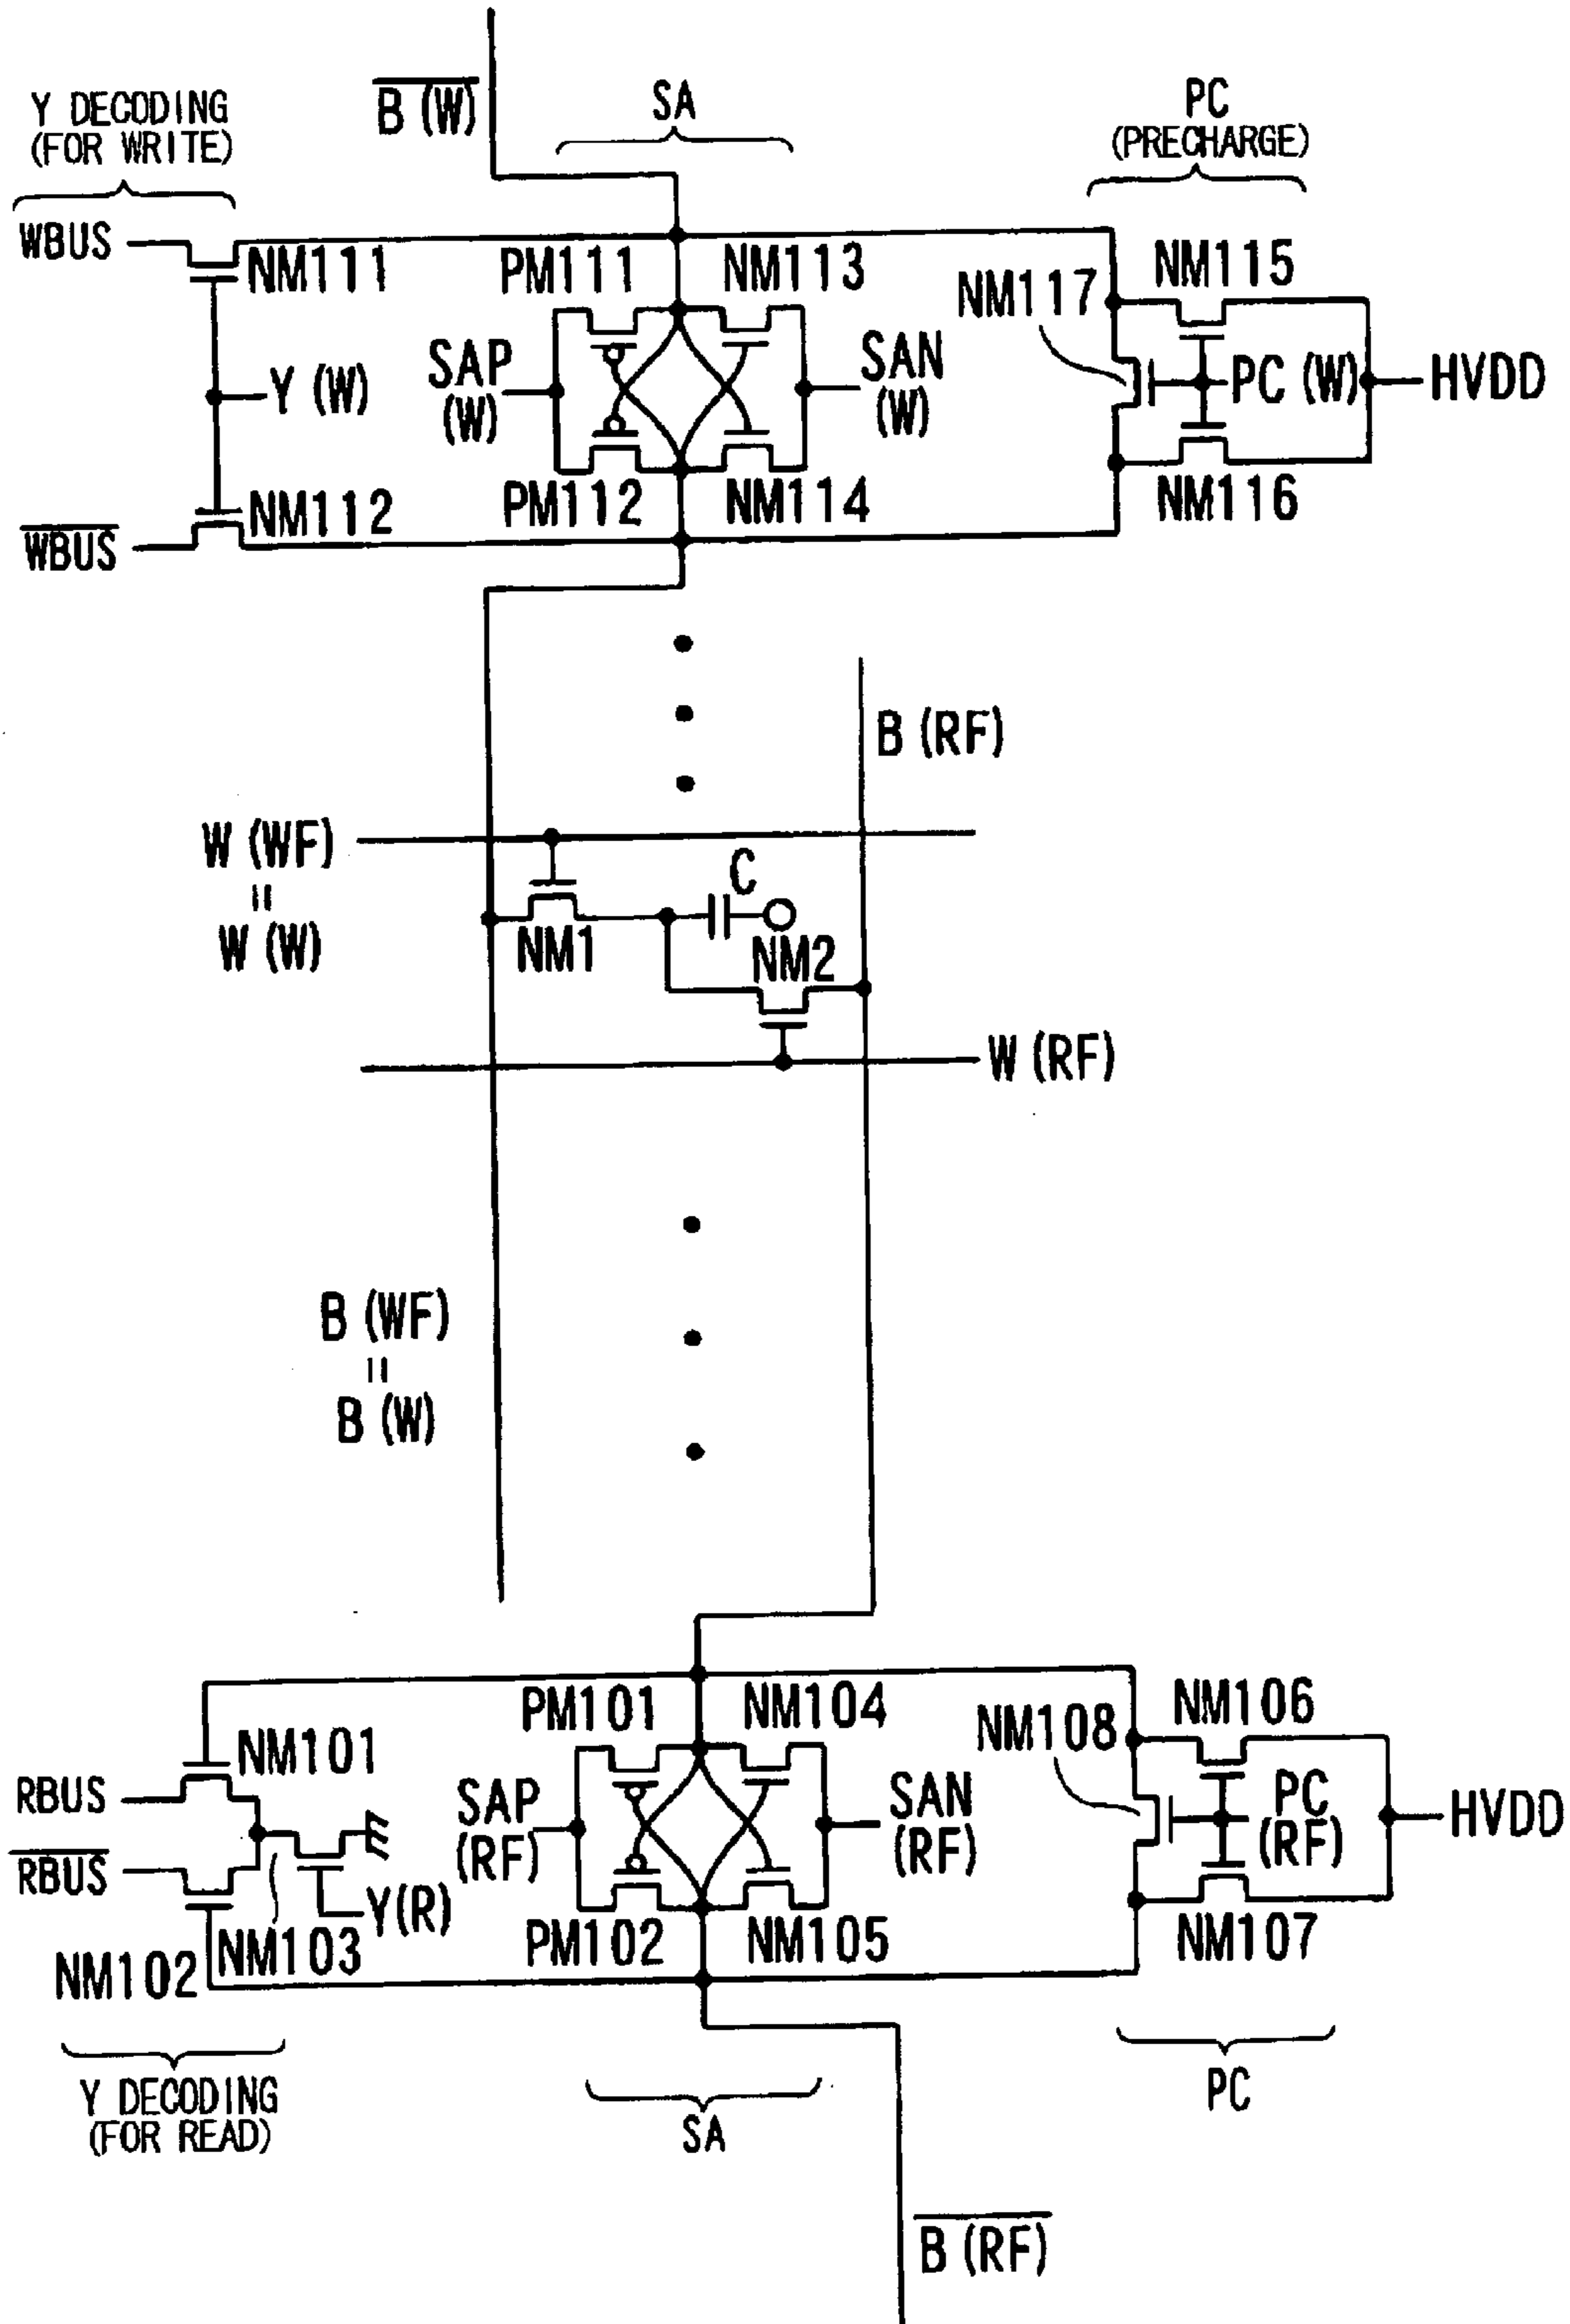 B (W)
SA
PC
(PRECHARGE)
Y DECODING
(FOR WRITE)
WBUS
NM111
PM111
NM113
NM117
NM115
SAP
(W)
SAN
(W)
Y (W)
PC (W)
HVDD
WBUS
NM112
PM112
NM114
NM116
B (RF)
W (WF)
=
W (W)
C
NM1
NM2
W (RF)
B (WF)
=
B (W)
PM101
NM104
NM108
NM106
NM101
RBUS
SAP
(RF)
SAN
(RF)
PC
(RF)
HVDD
RBUS
Y(R)
NM102
NM103
PM102
NM105
NM107
Y DECODING
(FOR READ)
SA
PC
B (RF)